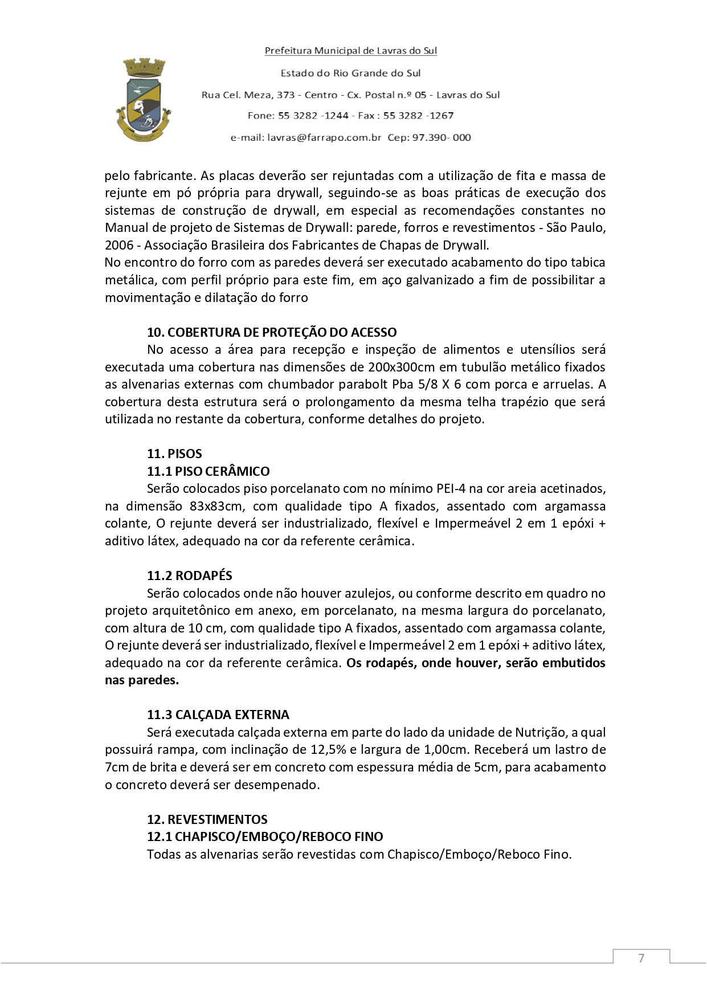 Prefeitura Municipal de Lavras do Sul
Estado do Rio Grande do Sul
Rua Cel. Meza, 373 - Centro - Cx. Postal n.º 05 - Lavras do Sul
Fone: 55 3282 -1244 - Fax : 55 3282 -1267
e-mail: lavras@farrapo.com.br Cep: 97.390- 000
LAVRAS DO SUL
pelo fabricante. As placas deverão ser rejuntadas com a utilização de fita e massa de
rejunte em pó própria para drywall, seguindo-se as boas práticas de execução dos
sistemas de construção de drywall, em especial as recomendações constantes no
Manual de projeto de Sistemas de Drywall: parede, forros e revestimentos - São Paulo,
2006 - Associação Brasileira dos Fabricantes de Chapas de Drywall.
No encontro do forro com as paredes deverá ser executado acabamento do tipo tabica
metálica, com perfil próprio para este fim, em aço galvanizado a fim de possibilitar a
movimentação e dilatação do forro
10. COBERTURA DE PROTEÇÃO DO ACESSO
No acesso a área para recepção e inspeção de alimentos e utensílios será
executada uma cobertura nas dimensões de 200x300cm em tubulão metálico fixados
as alvenarias externas com chumbador parabolt Pba 5/8 X 6 com porca e arruelas. A
cobertura desta estrutura será o prolongamento da mesma telha trapézio que será
utilizada no restante da cobertura, conforme detalhes do projeto.
11. PISOS
11.1 PISO CERÂMICO
Serão colocados piso porcelanato com no mínimo PEI-4 na cor areia acetinados,
na dimensão 83x83cm, com qualidade tipo A fixados, assentado com argamassa
colante, O rejunte deverá ser industrializado, flexível e Impermeável 2 em 1 epóxi +
aditivo látex, adequado na cor da referente cerâmica.
11.2 RODAPÉS
Serão colocados onde não houver azulejos, ou conforme descrito em quadro no
projeto arquitetônico em anexo, em porcelanato, na mesma largura do porcelanato,
com altura de 10 cm, com qualidade tipo A fixados, assentado com argamassa colante,
O rejunte deverá ser industrializado, flexível e Impermeável 2 em 1 epóxi + aditivo látex,
adequado na cor da referente cerâmica. Os rodapés, onde houver, serão embutidos
nas paredes.
11.3 CALÇADA EXTERNA
Será executada calçada externa em parte do lado da unidade de Nutrição, a qual
possuirá rampa, com inclinação de 12,5% e largura de 1,00cm. Receberá um lastro de
7cm de brita e deverá ser em concreto com espessura média de 5cm, para acabamento
o concreto deverá ser desempenado.
12. REVESTIMENTOS
12.1 CHAPISCO/EMBOÇO/REBOCO FINO
Todas as alvenarias serão revestidas com Chapisco/Emboço/Reboco Fino.
7